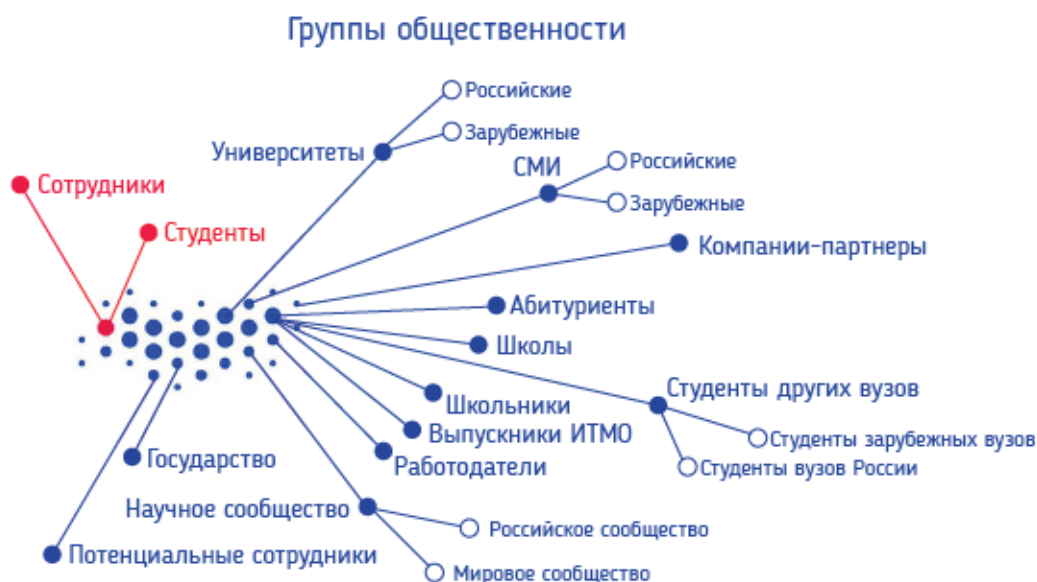 Группы общественности
Российские
Зарубежные
Университеты
СМИ
Российские
Зарубежные
Сотрудники
Студенты
Компании-партнеры
Абитуриенты
Школы
Студенты других вузов
Школьники
Выпускники ИТМО
Студенты зарубежных вузов
Государство
Работодатели
Студенты вузов России
Научное сообщество
Российское сообщество
Потенциальные сотрудники
Мировое сообщество